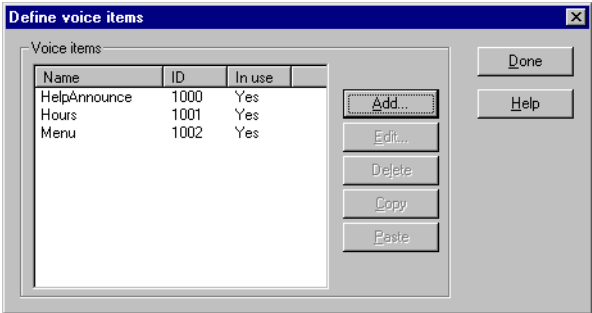 Define voice items
Voice items
Name ID In use
HelpAnnounce 1000 Yes
Hours 1001 Yes
Menu 1002 Yes
Add...
Edit...
Delete
Copy
Paste
Done
Help